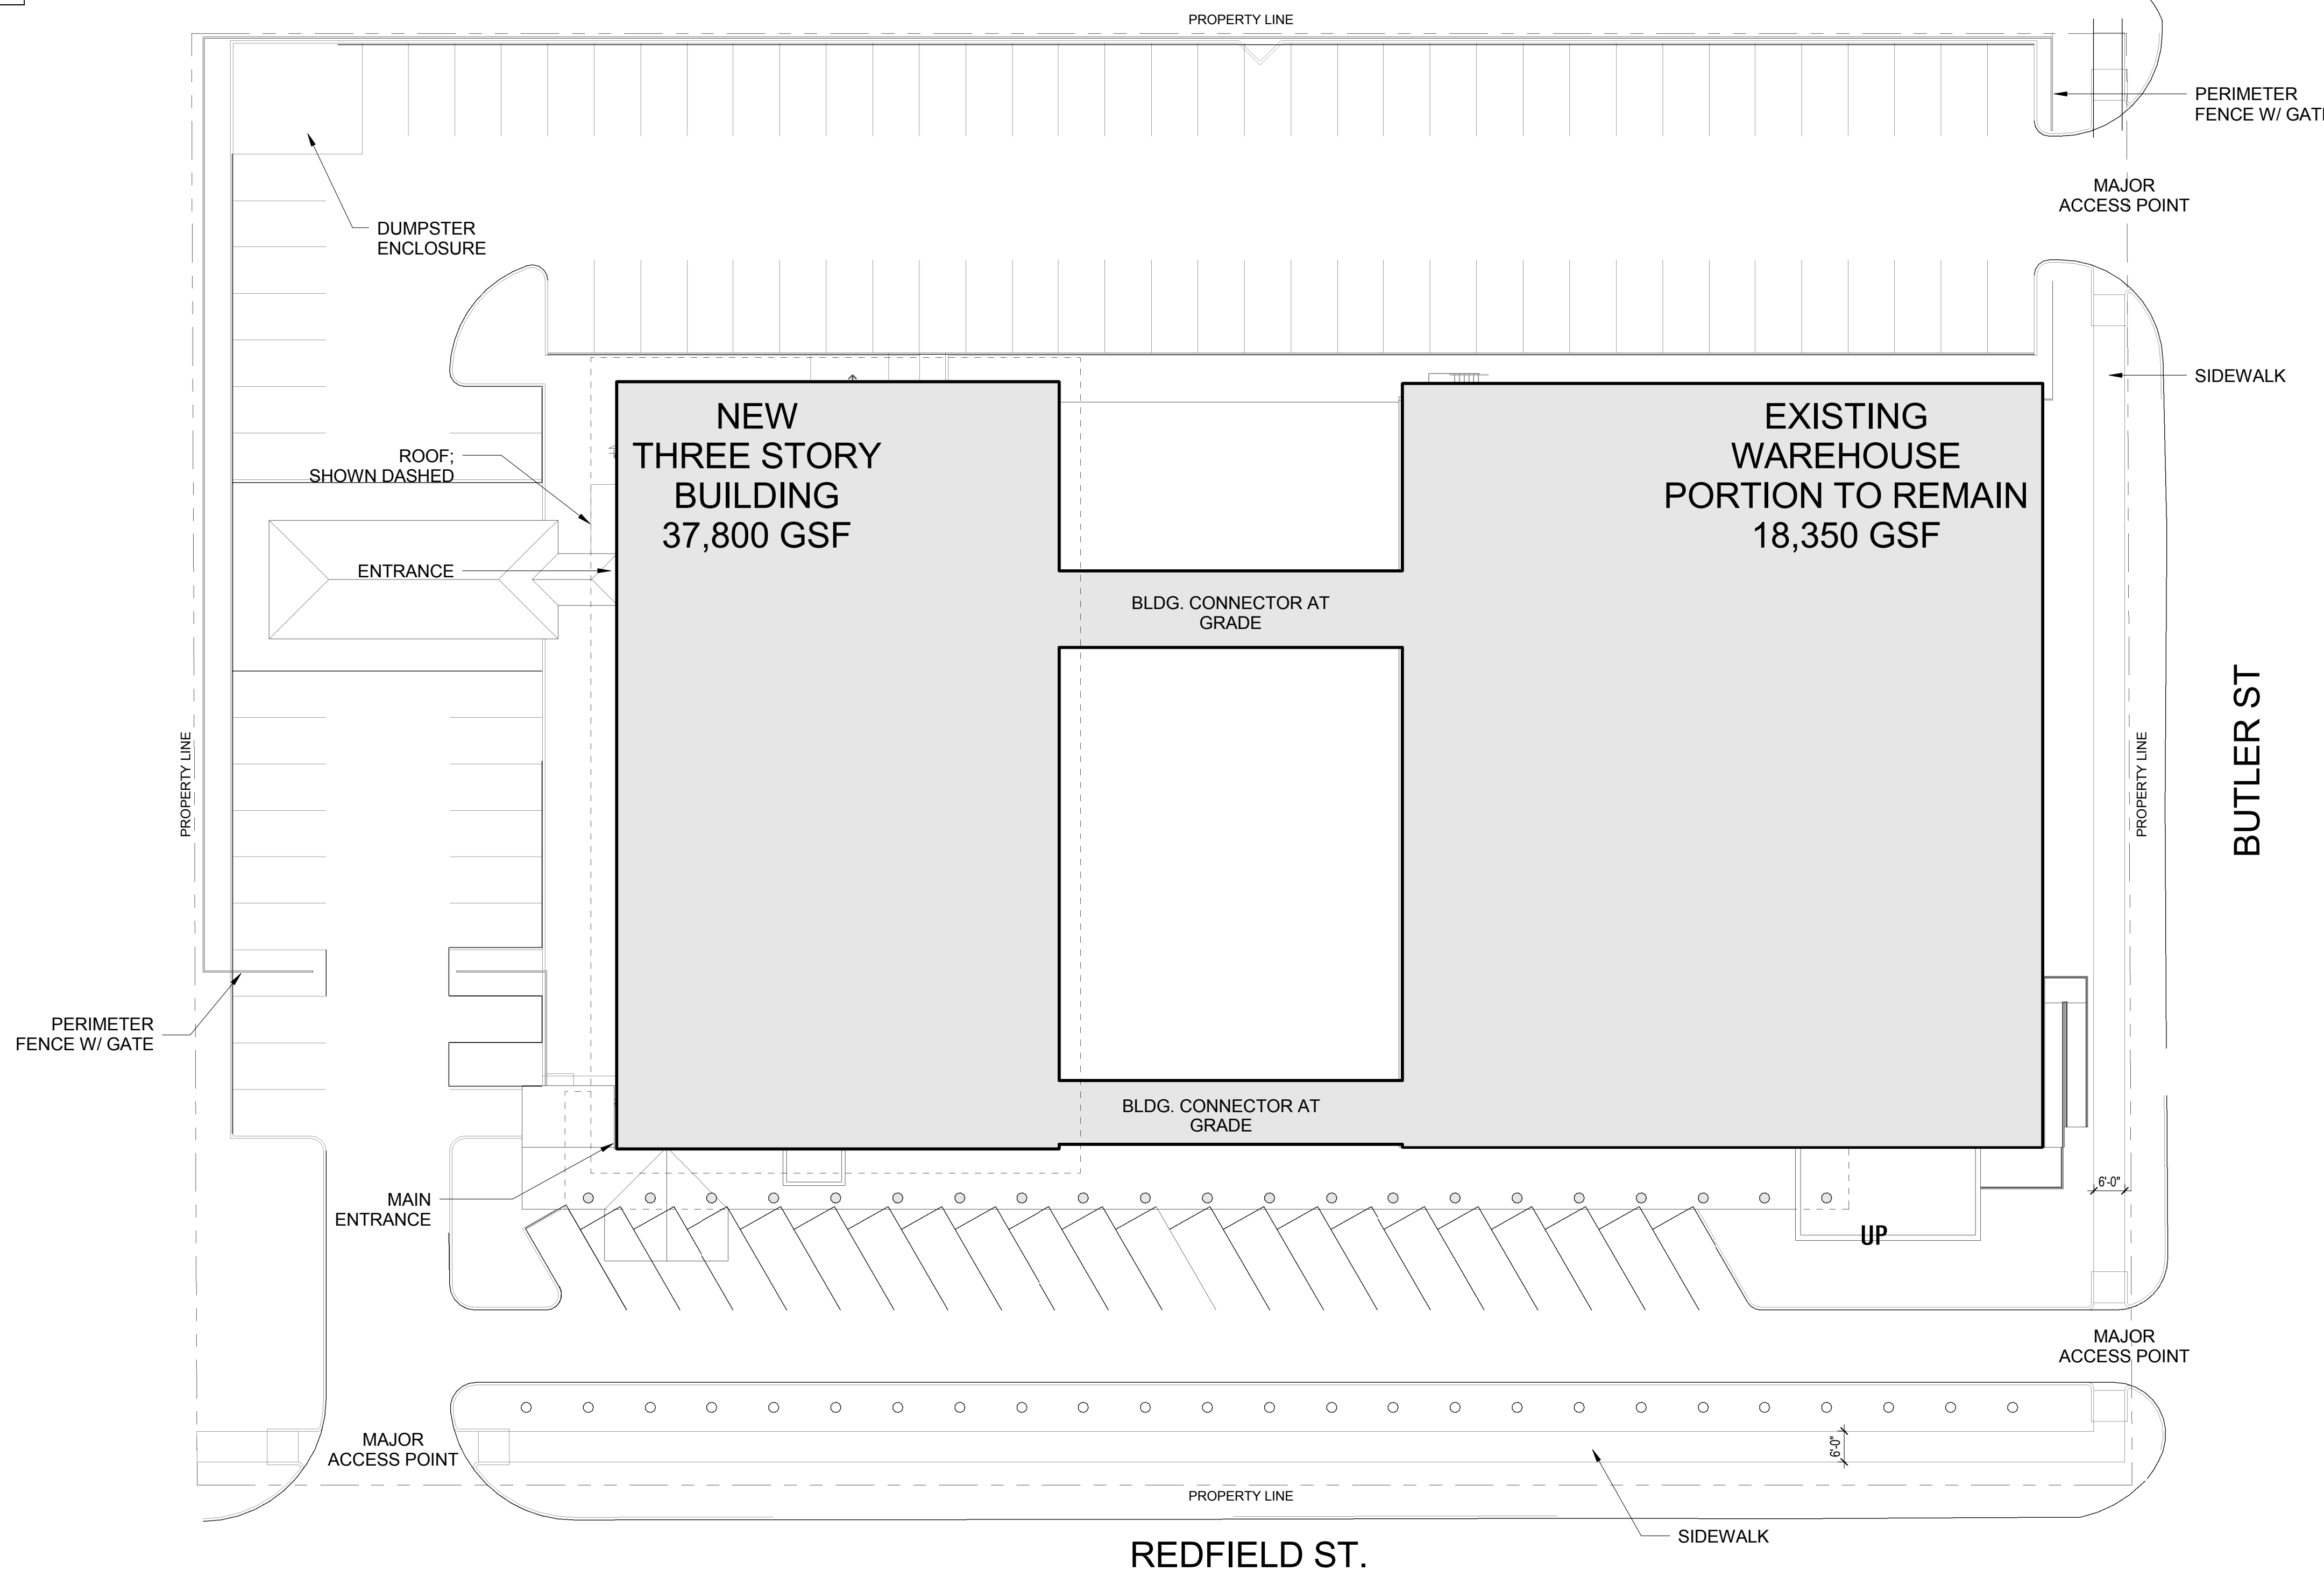 PROPERTY LINE
PERIMETER
FENCE W/ GATE
MAJOR
ACCESS POINT
DUMPSTER
ENCLOSURE
SIDEWALK
NEW
THREE STORY
BUILDING
37,800 GSF
EXISTING
WAREHOUSE
PORTION TO REMAIN
18,350 GSF
ROOF;
SHOWN DASHED
ENTRANCE
BLDG. CONNECTOR AT
GRADE
PROPERTY LINE
PROPERTY LINE
BUTLER ST
PERIMETER
FENCE W/ GATE
BLDG. CONNECTOR AT
GRADE
MAIN
ENTRANCE
6'-0"
UP
MAJOR
ACCESS POINT
MAJOR
ACCESS POINT
6'-0"
PROPERTY LINE
SIDEWALK
REDFIELD ST.